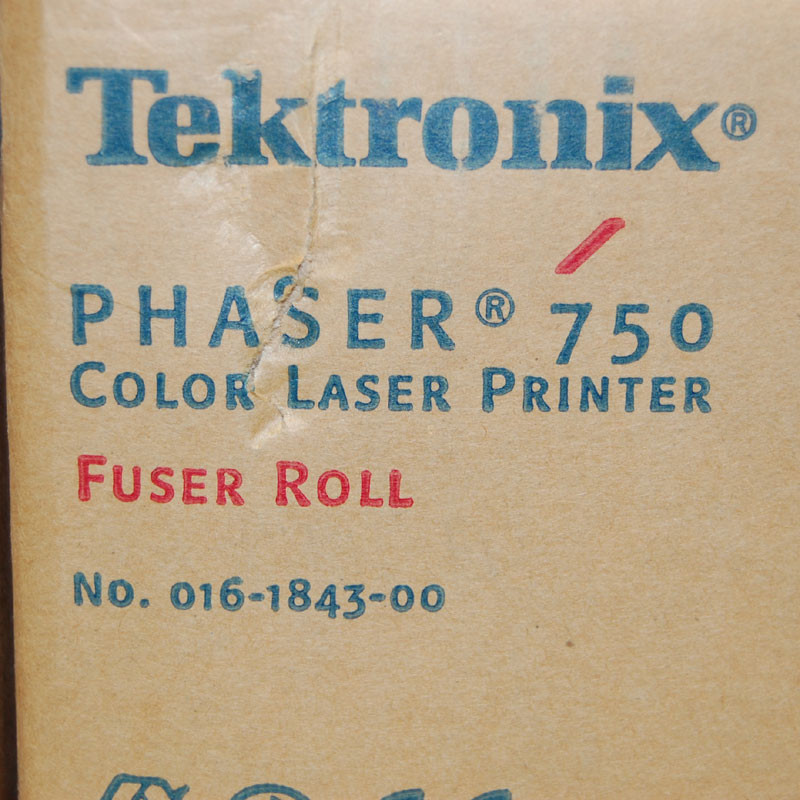 Tektronix®
PHASER® 750
COLOR LASER PRINTER
FUSER ROLL
No. 016-1843-00